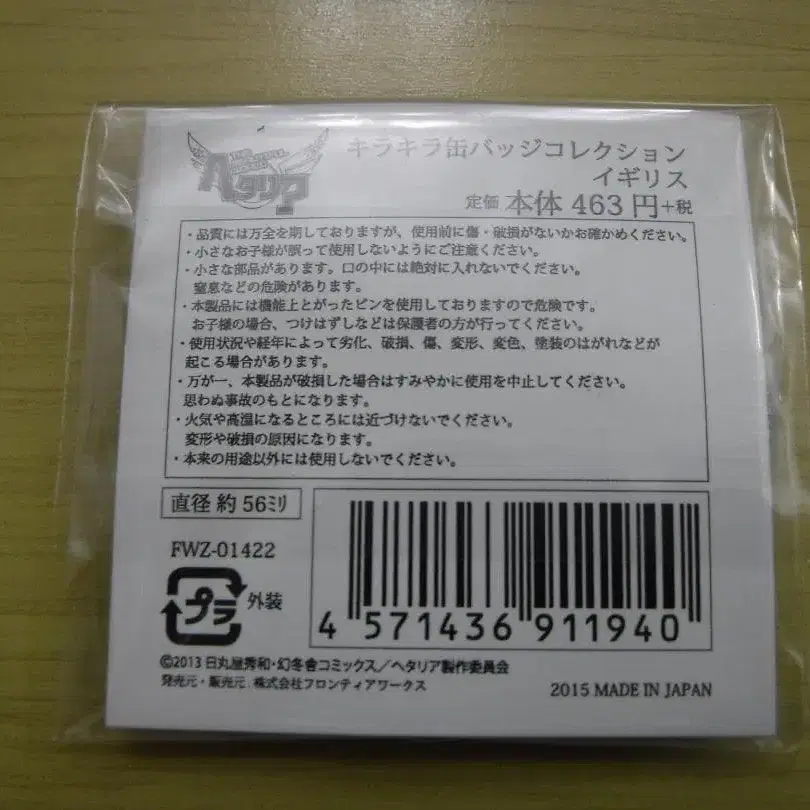 ヘタリア
キラキラ缶バッジコレクション
イギリス
定価 本体 463 円+税
・品質には万全を期しておりますが、使用前に傷・破損がないかお確かめください。
・小さなお子様が誤って使用しないようにご注意ください。
・小さな部品があります。口の中には絶対に入れないでください。
窒息などの危険があります。
・本製品には機能上とがったピンを使用しておりますので危険です。
お子様の場合、つけはずしなどは保護者の方が行ってください。
・使用状況や経年によって劣化、破損、傷、変形、変色、塗装のはがれなどが
起こる場合があります。
・万が一、本製品が破損した場合はすみやかに使用を中止してください。
思わぬ事故のもとになります。
・火気や高温になるところには近づけないでください。
変形や破損の原因になります。
・本来の用途以外には使用しないでください。
直径 約 56ミリ
FWZ-01422
プラ 外装
4 571436 911940
©2013 日丸屋秀和・幻冬舎コミックス/ヘタリア製作委員会
発売元・販売元:株式会社フロンティアワークス
2015 MADE IN JAPAN